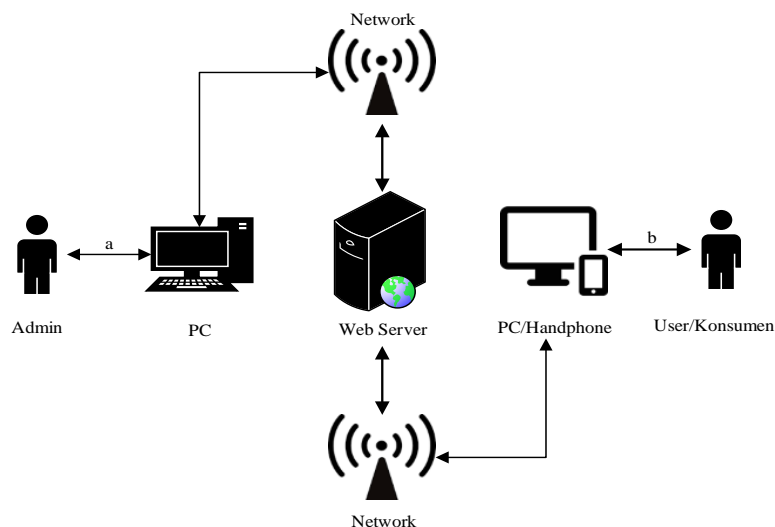 Network
a
b
Admin
PC
Web Server
PC/Handphone
User/Konsumen
Network